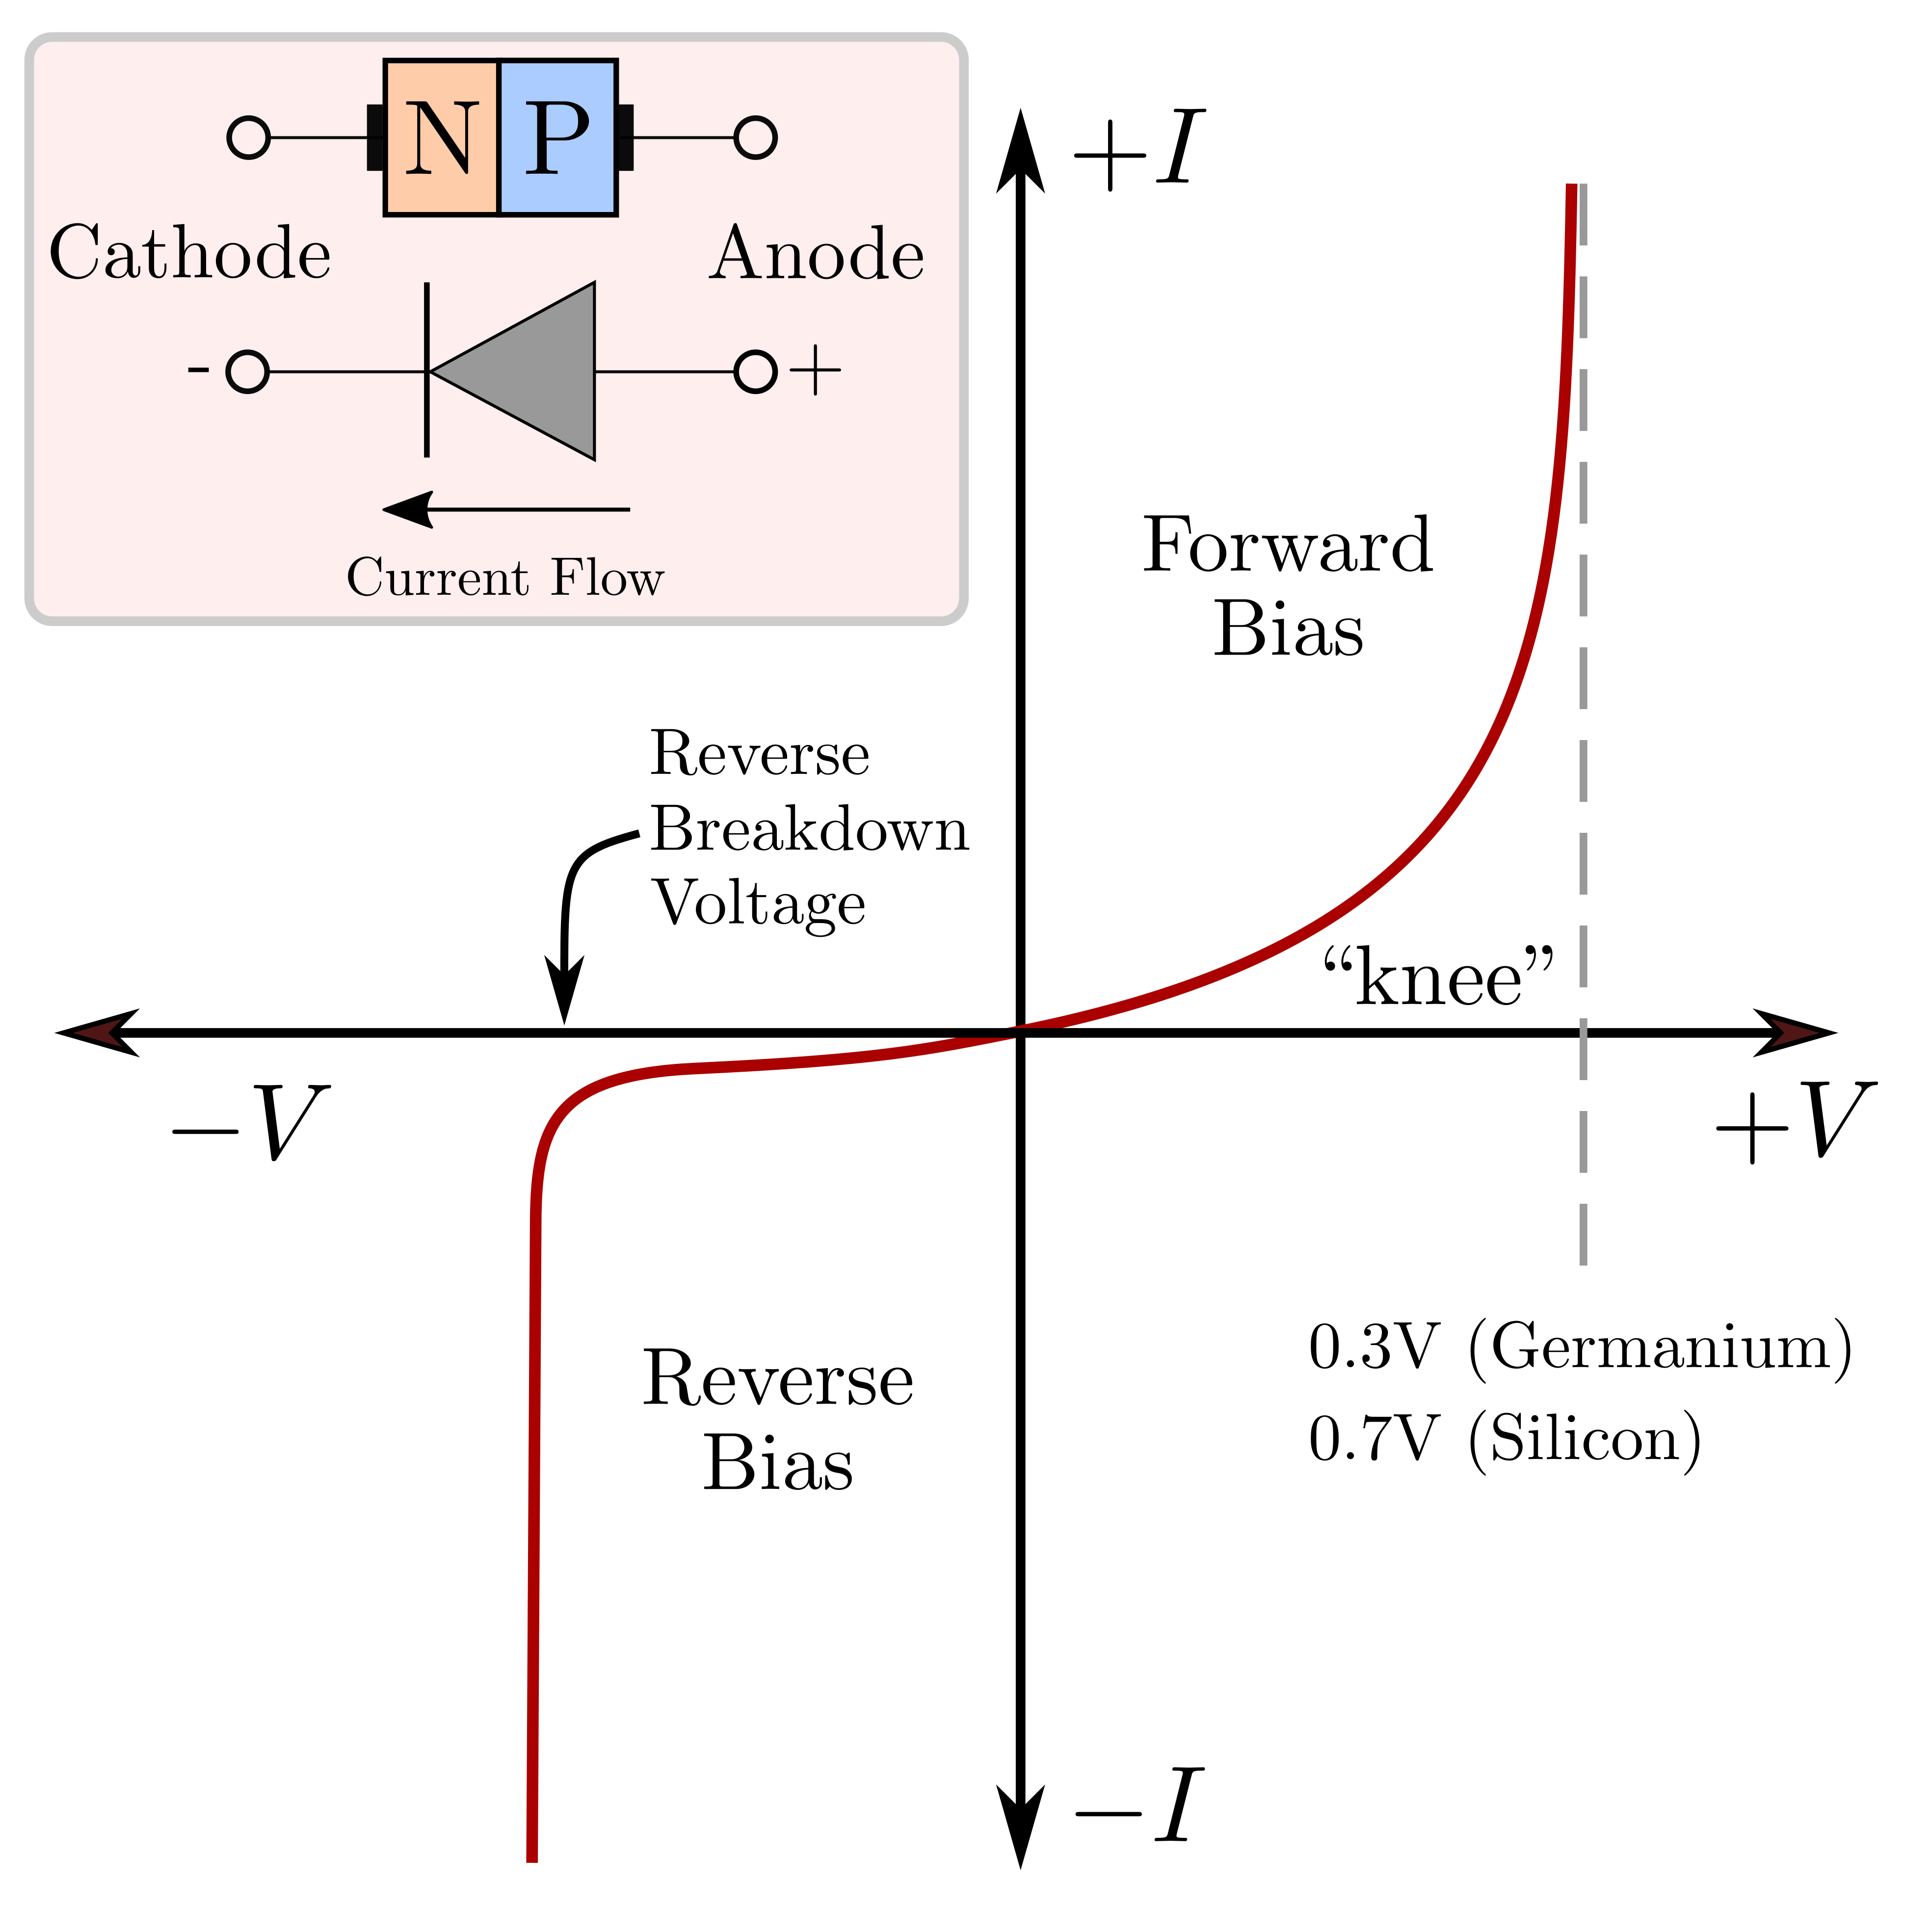 N P
Cathode
Anode
- +
Current Flow
+I
Forward
Bias
Reverse
Breakdown
Voltage
“knee”
−V
+V
Reverse
Bias
0.3V (Germanium)
0.7V (Silicon)
−I